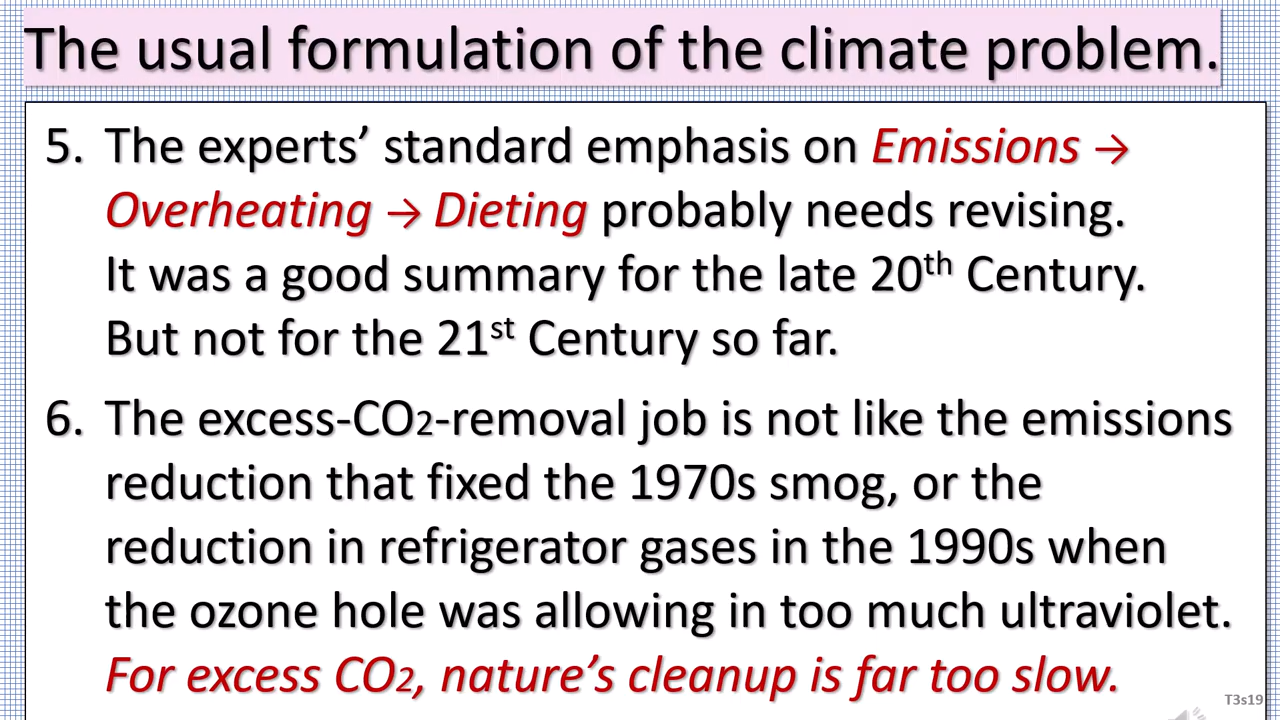 The usual formulation of the climate problem.
5. The experts’ standard emphasis on Emissions →
Overheating → Dieting probably needs revising.
It was a good summary for the late 20th Century.
But not for the 21st Century so far.
6. The excess-CO2-removal job is not like the emissions
reduction that fixed the 1970s smog, or the
reduction in refrigerator gases in the 1990s when
the ozone hole was allowing in too much ultraviolet.
For excess CO2, nature’s cleanup is far too slow.
T3s19